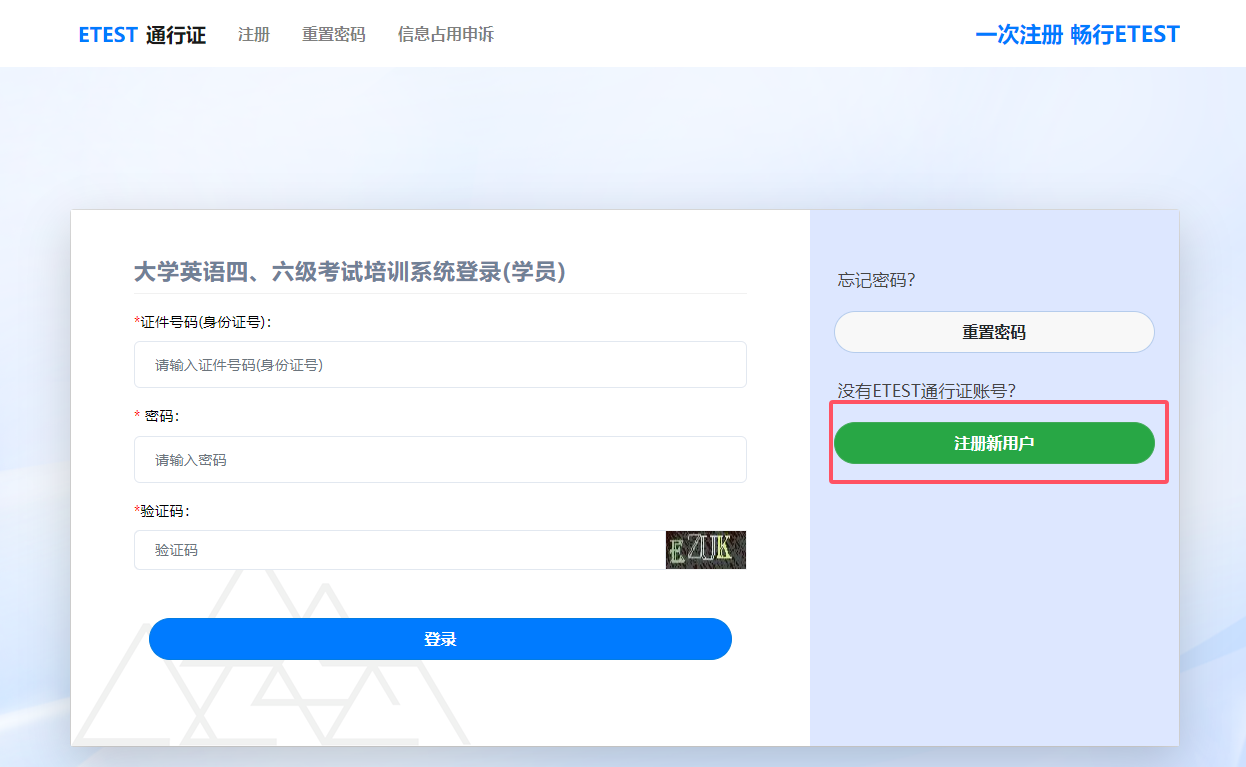 ETEST 通行证 注册 重置密码 信息占用申诉 一次注册 畅行ETEST
大学英语四、六级考试培训系统登录(学员)
*证件号码(身份证号):
请输入证件号码(身份证号)
* 密码:
请输入密码
*验证码:
验证码 EZUK
登录
忘记密码?
重置密码
没有ETEST通行证账号?
注册新用户